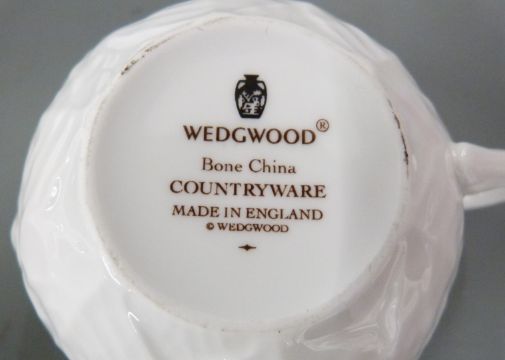 WEDGWOOD®
Bone China
COUNTRYWARE
MADE IN ENGLAND
© WEDGWOOD